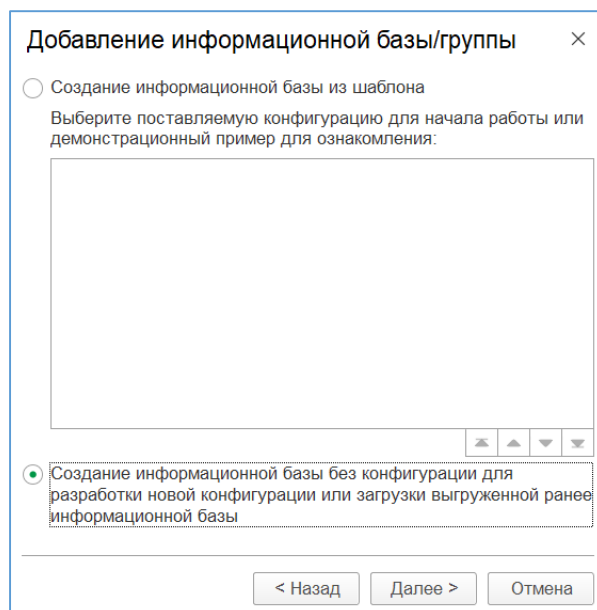 Добавление информационной базы/группы
Создание информационной базы из шаблона
Выберите поставляемую конфигурацию для начала работы или
демонстрационный пример для ознакомления:
Создание информационной базы без конфигурации для
разработки новой конфигурации или загрузки выгруженной ранее
информационной базы
< Назад
Далее >
Отмена